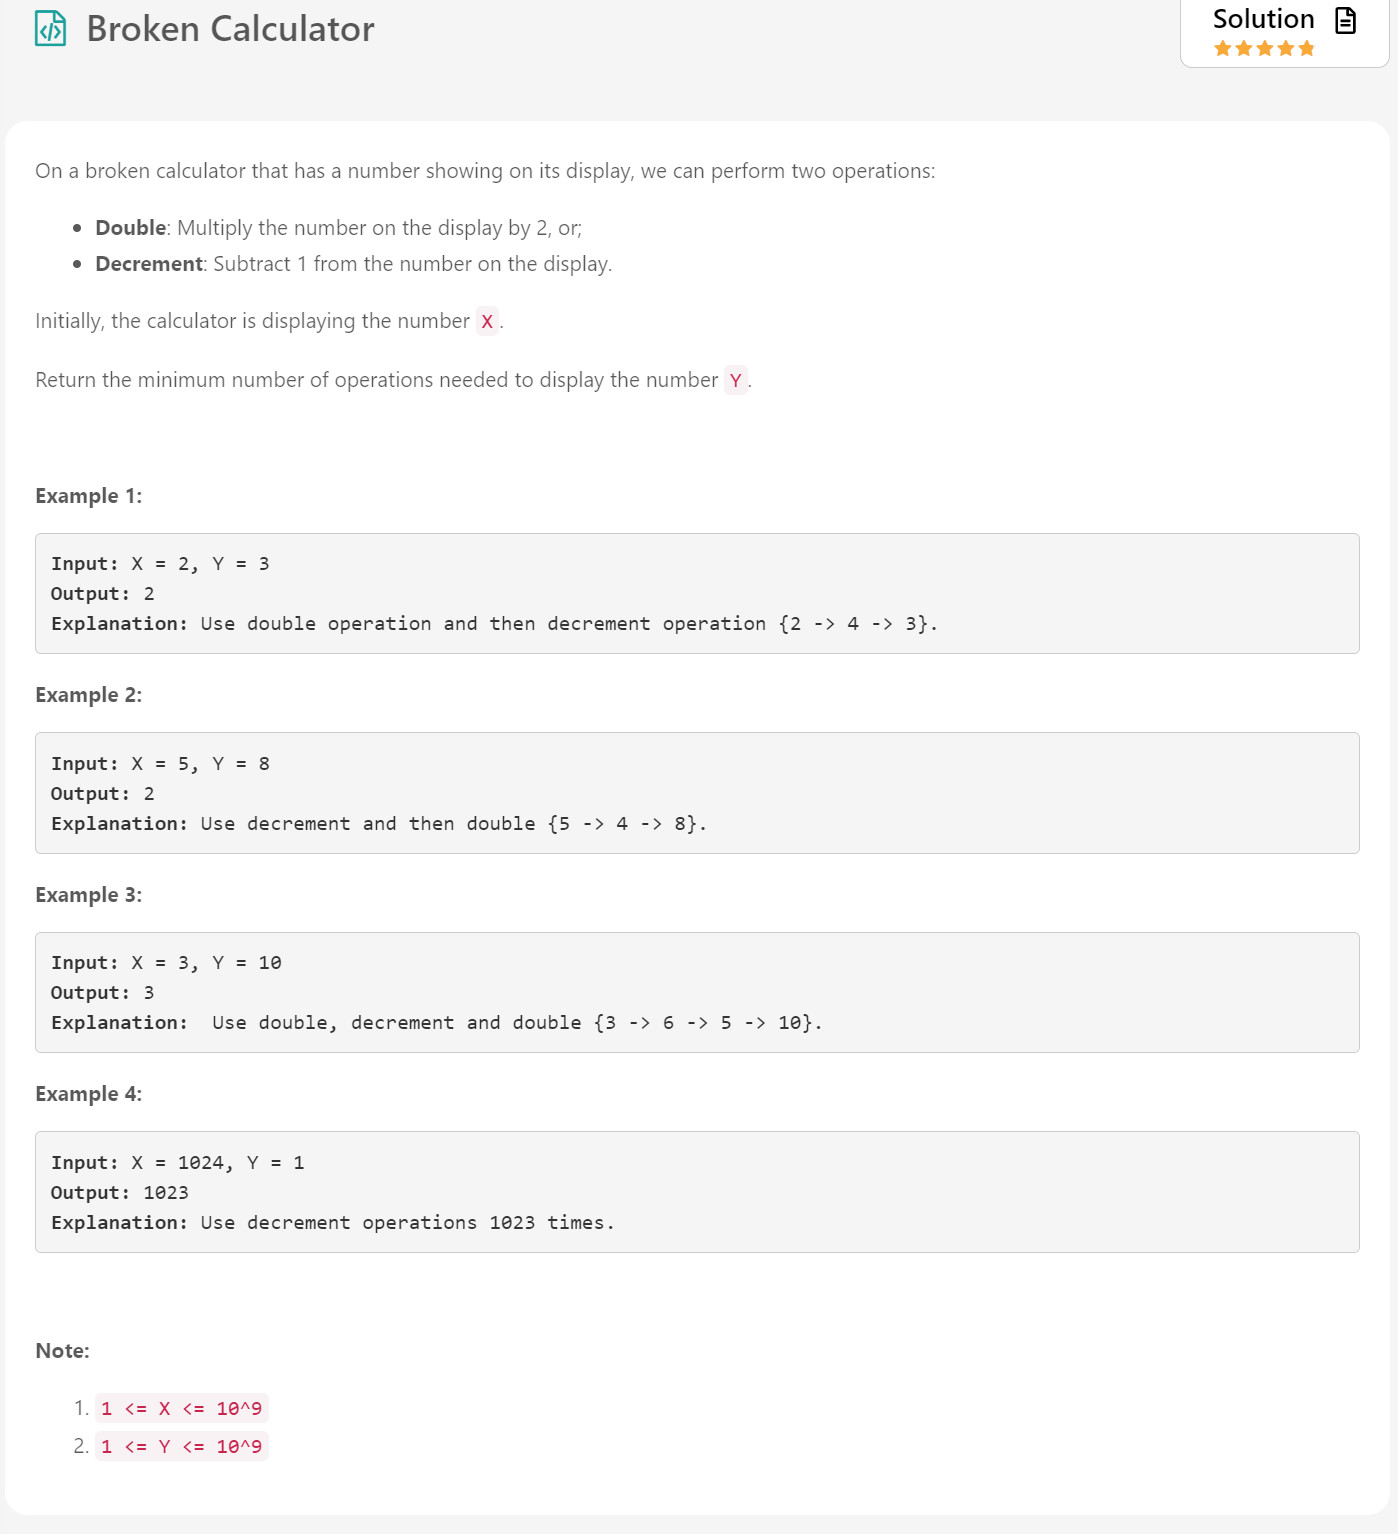 Broken Calculator
Solution
On a broken calculator that has a number showing on its display, we can perform two operations:
• Double: Multiply the number on the display by 2, or;
• Decrement: Subtract 1 from the number on the display.
Initially, the calculator is displaying the number X.
Return the minimum number of operations needed to display the number Y.
Example 1:
Input: X = 2, Y = 3
Output: 2
Explanation: Use double operation and then decrement operation {2 -> 4 -> 3}.
Example 2:
Input: X = 5, Y = 8
Output: 2
Explanation: Use decrement and then double {5 -> 4 -> 8}.
Example 3:
Input: X = 3, Y = 10
Output: 3
Explanation:  Use double, decrement and double {3 -> 6 -> 5 -> 10}.
Example 4:
Input: X = 1024, Y = 1
Output: 1023
Explanation: Use decrement operations 1023 times.
Note:
1. 1 <= X <= 10^9
2. 1 <= Y <= 10^9